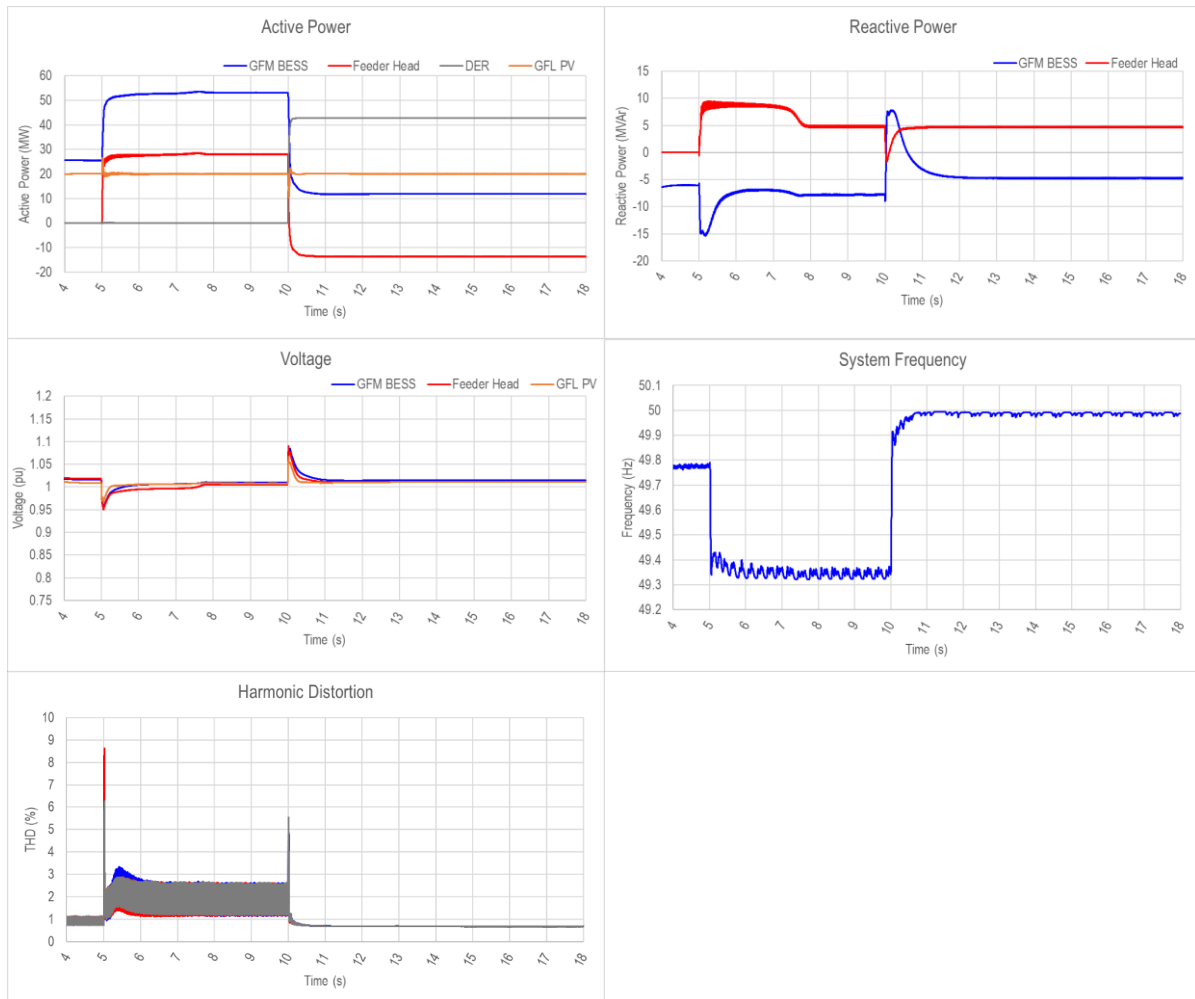 Active Power
GFM BESS Feeder Head DER GFL PV
Active Power (MW)
60
50
40
30
20
10
0
-10
-20
4 5 6 7 8 9 10 11 12 13 14 15 16 17 18
Time (s)
Reactive Power
GFM BESS Feeder Head
Reactive Power (MVAr)
15
10
5
0
-5
-10
-15
-20
4 5 6 7 8 9 10 11 12 13 14 15 16 17 18
Time (s)
Voltage
GFM BESS Feeder Head GFL PV
Voltage (pu)
1.2
1.15
1.1
1.05
1
0.95
0.9
0.85
0.8
0.75
4 5 6 7 8 9 10 11 12 13 14 15 16 17 18
Time (s)
System Frequency
Frequency (Hz)
50.1
50
49.9
49.8
49.7
49.6
49.5
49.4
49.3
49.2
4 5 6 7 8 9 10 11 12 13 14 15 16 17 18
Time (s)
Harmonic Distortion
THD (%)
10
9
8
7
6
5
4
3
2
1
0
4 5 6 7 8 9 10 11 12 13 14 15 16 17 18
Time (s)